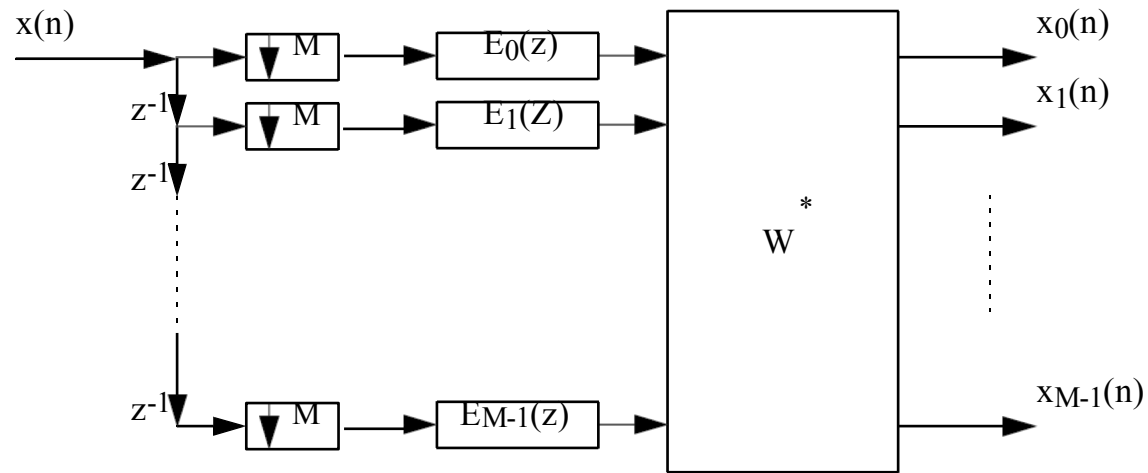 x(n)
M
E0(z)
x0(n)
z-1
M
E1(Z)
x1(n)
z-1
W*
z-1
M
EM-1(z)
xM-1(n)